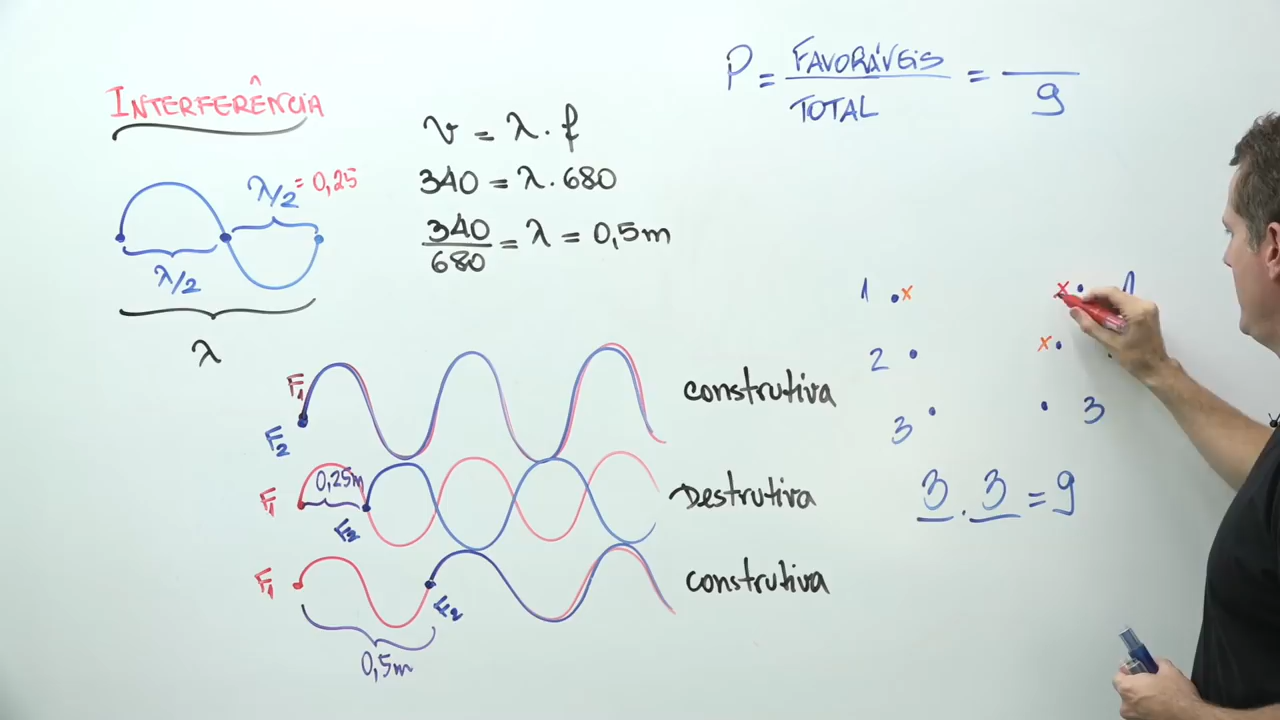 INTERFERÊNCIA
λ/2
λ/2 = 0,25
λ
v = λ . f
340 = λ . 680
340/680 = λ = 0,5m
P = FAVORÁVEIS/TOTAL = /9
F1
F2
construtiva
F1
0,25m
F2
Destrutiva
F1
F2
0,5m
construtiva
1 x x 1
2 x
3 3
3 . 3 = 9